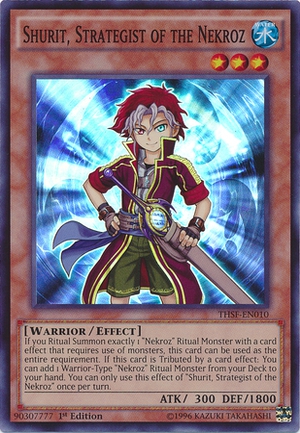 Shurit, Strategist of the Nekroz
WATER
水
THSF-EN010
[WARRIOR / EFFECT]
If you Ritual Summon exactly 1 "Nekroz" Ritual Monster with a card
effect that requires use of monsters, this card can be used as the
entire requirement. If this card is Tributed by a card effect: You
can add 1 Warrior-Type "Nekroz" Ritual Monster from your Deck to
your hand. You can only use this effect of "Shurit, Strategist of the
Nekroz" once per turn.
ATK/ 300 DEF/1800
90307777 1st Edition ©1996 KAZUKI TAKAHASHI